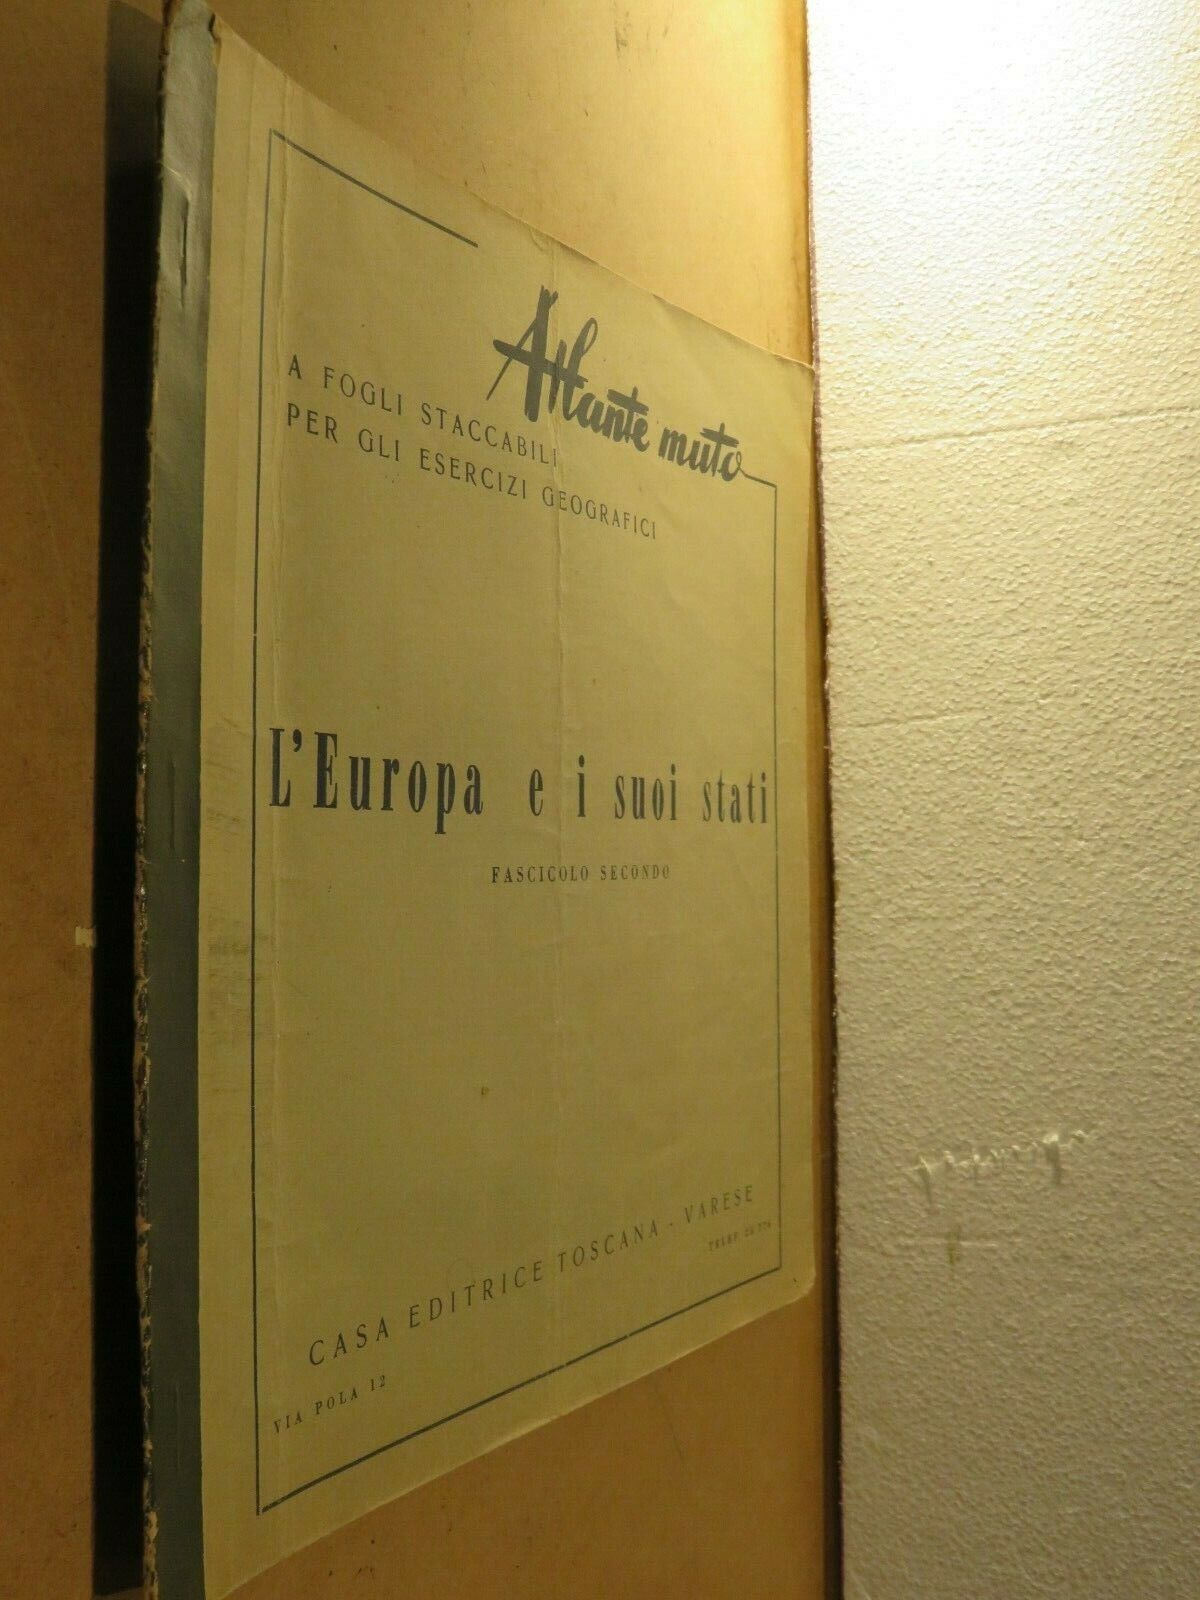 Atlante muto
A FOGLI STACCABILI
PER GLI ESERCIZI GEOGRAFICI
L'Europa e i suoi stati
FASCICOLO SECONDO
CASA EDITRICE TOSCANA - VARESE
VIA POLA 12
TELEF.